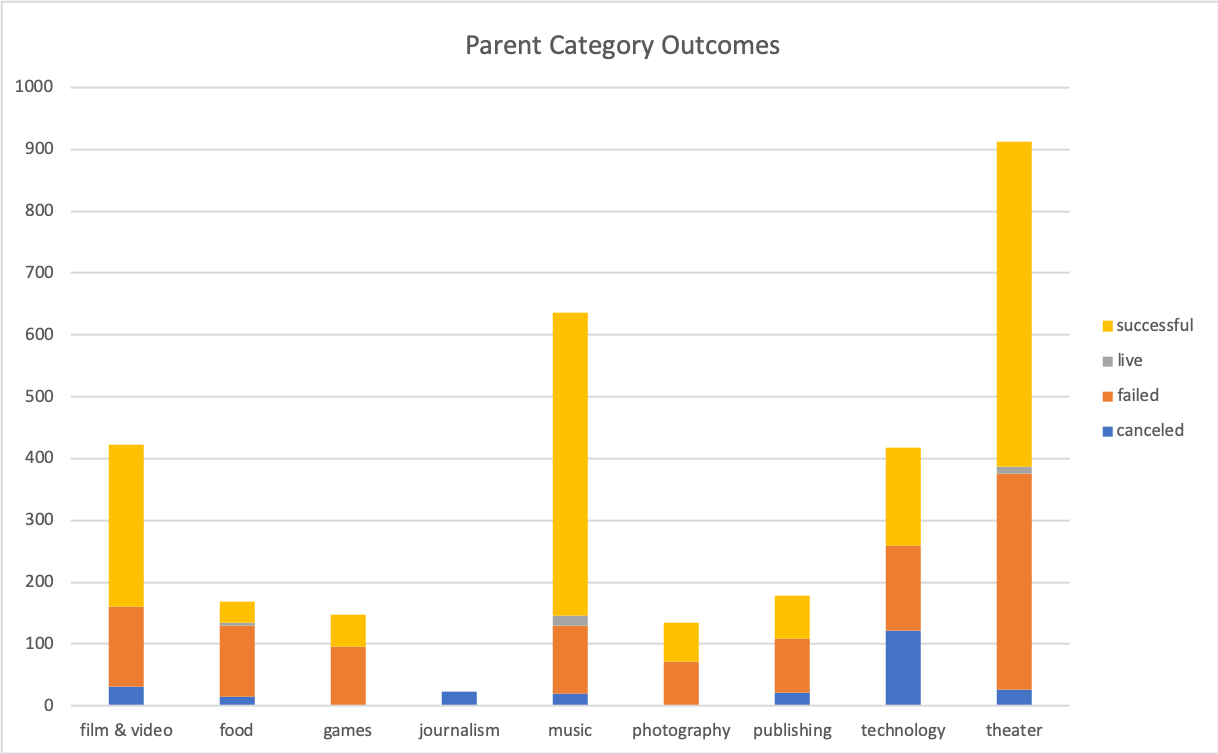 Parent Category Outcomes
1000
900
800
700
600
500
400
300
200
100
0
film & video food games journalism music photography publishing technology theater
successful
live
failed
canceled